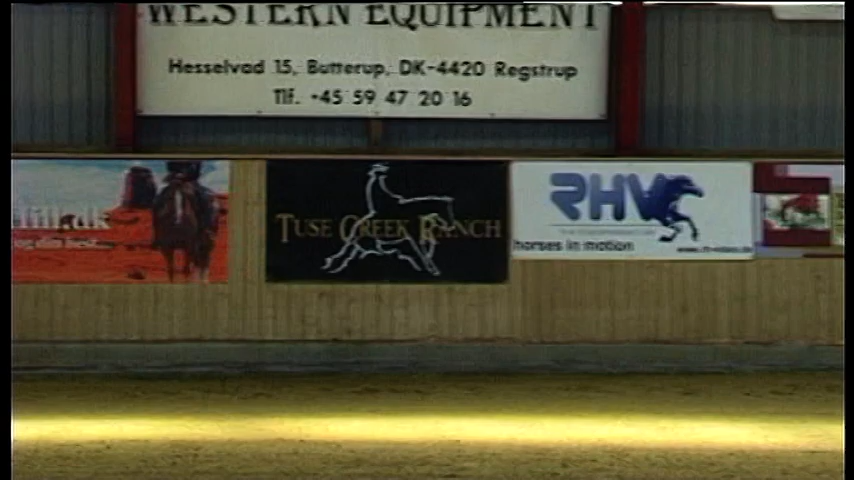 WESTERN EQUIPMENT
Hesselvad 15, Butterup, DK-4420 Regstrup
Tlf. +45 59 47 20 16
TUSE CREEK RANCH
RHV
horses in motion